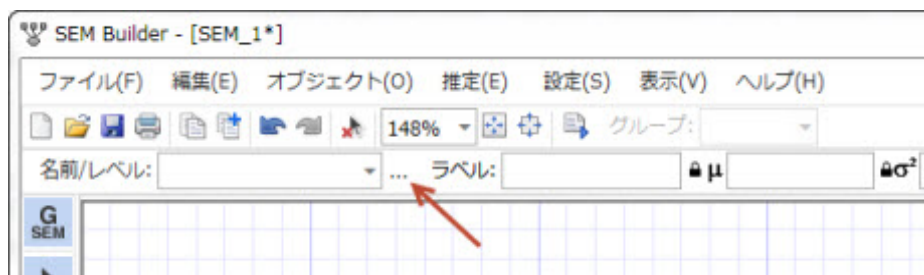 SEM Builder - [SEM_1*]
ファイル(F) 編集(E) オブジェクト(O) 推定(E) 設定(S) 表示(V) ヘルプ(H)
148% グループ:
名前/レベル: ... ラベル: μ σ²
G
SEM